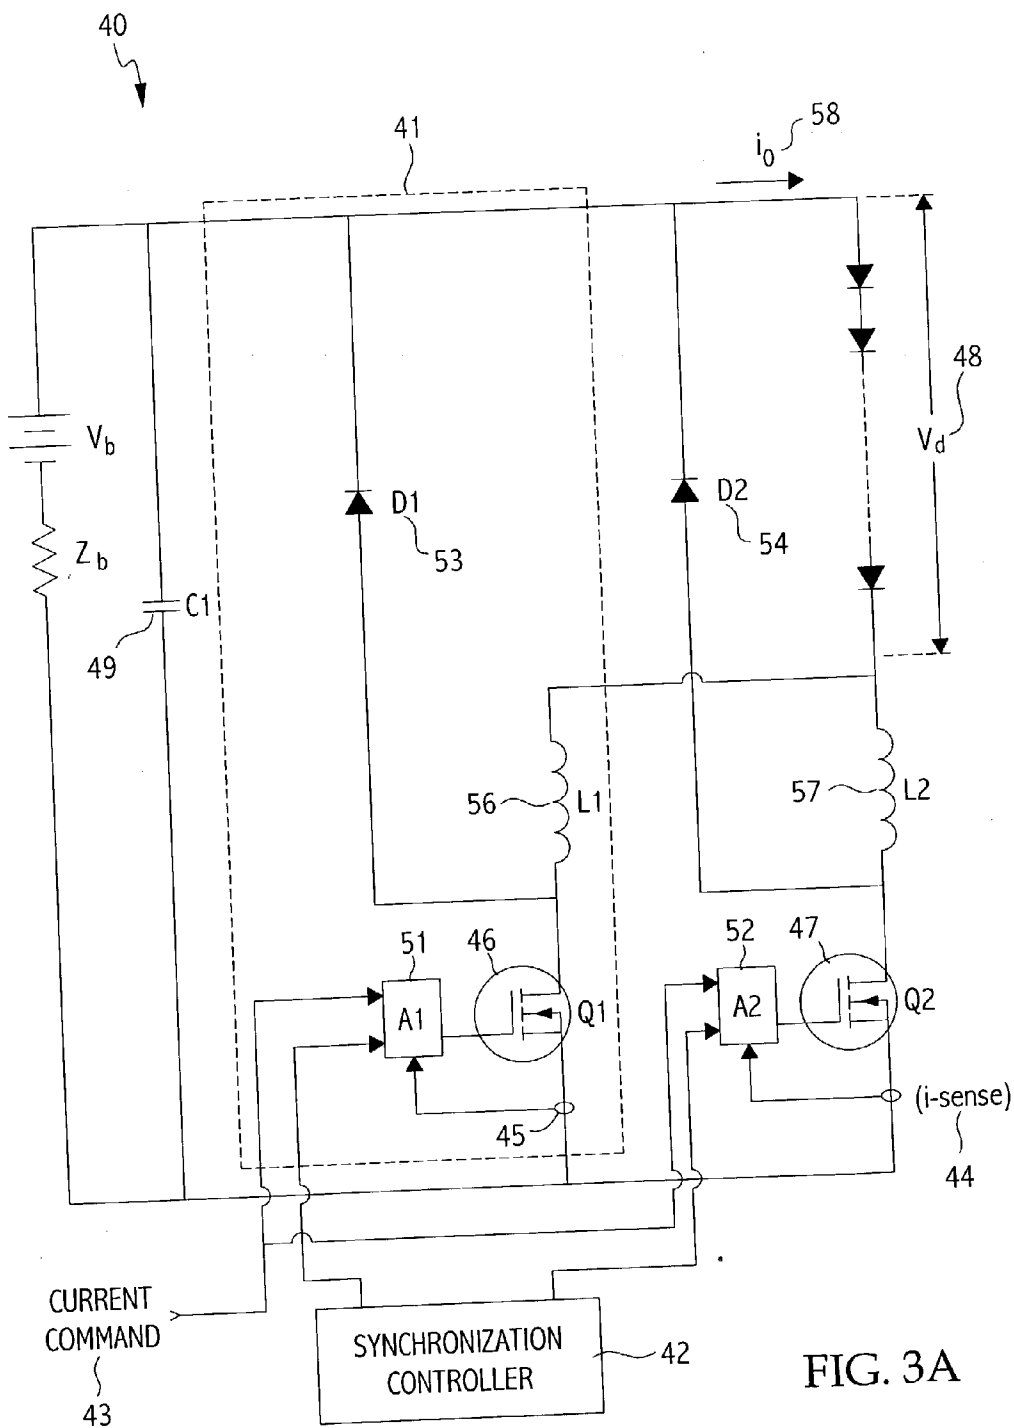 40
41
58
i0
Vb
Zb
C1
49
D1
53
D2
54
48
Vd
56
L1
57
L2
51
46
A1
Q1
45
52
47
A2
Q2
(i-sense)
44
CURRENT
COMMAND
43
SYNCHRONIZATION
CONTROLLER
42
FIG. 3A